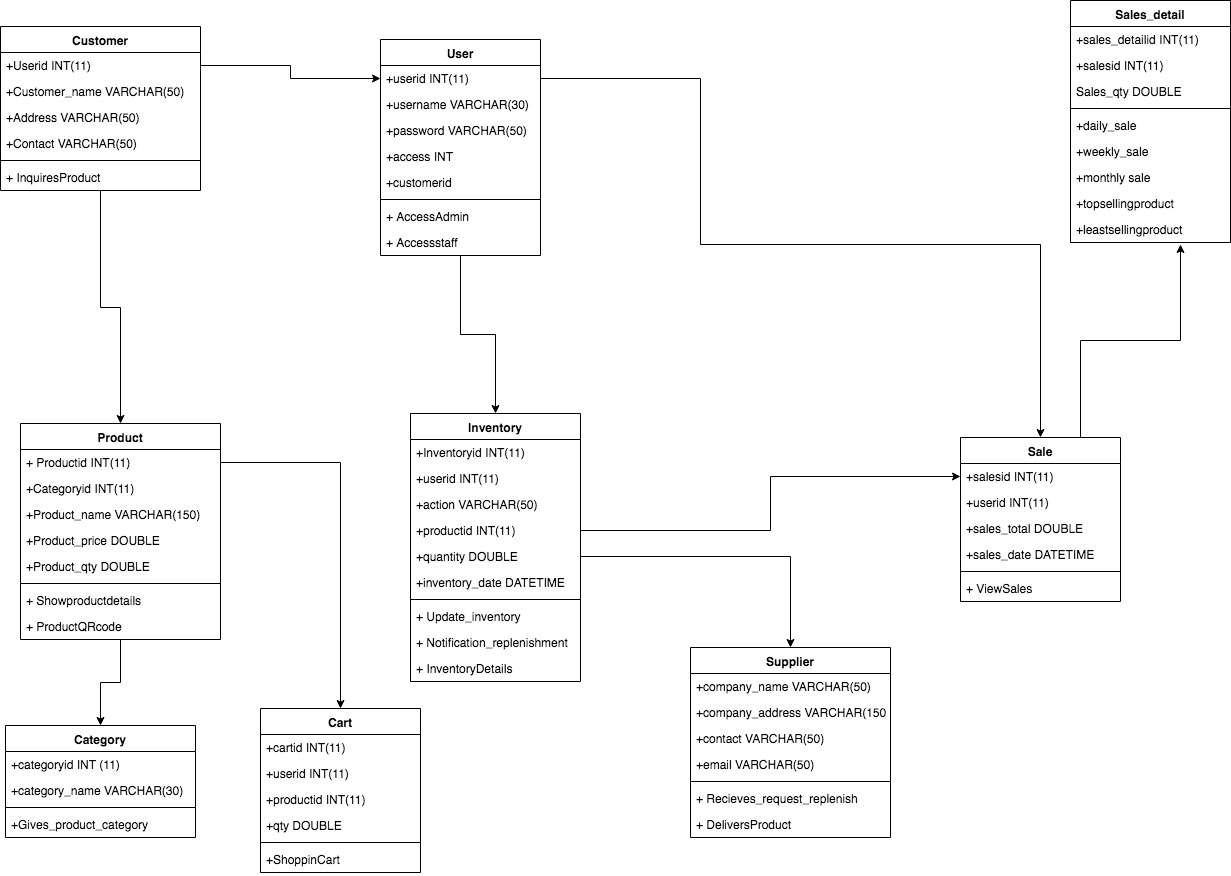 Customer
+Userid INT(11)
+Customer_name VARCHAR(50)
+Address VARCHAR(50)
+Contact VARCHAR(50)
+ InquiresProduct
User
+userid INT(11)
+username VARCHAR(30)
+password VARCHAR(50)
+access INT
+customerid
+ AccessAdmin
+ Accessstaff
Sales_detail
+sales_detailid INT(11)
+salesid INT(11)
Sales_qty DOUBLE
+daily_sale
+weekly_sale
+monthly sale
+topsellingproduct
+leastsellingproduct
Product
+ Productid INT(11)
+Categoryid INT(11)
+Product_name VARCHAR(150)
+Product_price DOUBLE
+Product_qty DOUBLE
+ Showproductdetails
+ ProductQRcode
Inventory
+Inventoryid INT(11)
+userid INT(11)
+action VARCHAR(50)
+productid INT(11)
+quantity DOUBLE
+inventory_date DATETIME
+ Update_inventory
+ Notification_replenishment
+ InventoryDetails
Sale
+salesid INT(11)
+userid INT(11)
+sales_total DOUBLE
+sales_date DATETIME
+ ViewSales
Category
+categoryid INT (11)
+category_name VARCHAR(30)
+Gives_product_category
Cart
+cartid INT(11)
+userid INT(11)
+productid INT(11)
+qty DOUBLE
+ShoppinCart
Supplier
+company_name VARCHAR(50)
+company_address VARCHAR(150
+contact VARCHAR(50)
+email VARCHAR(50)
+ Recieves_request_replenish
+ DeliversProduct